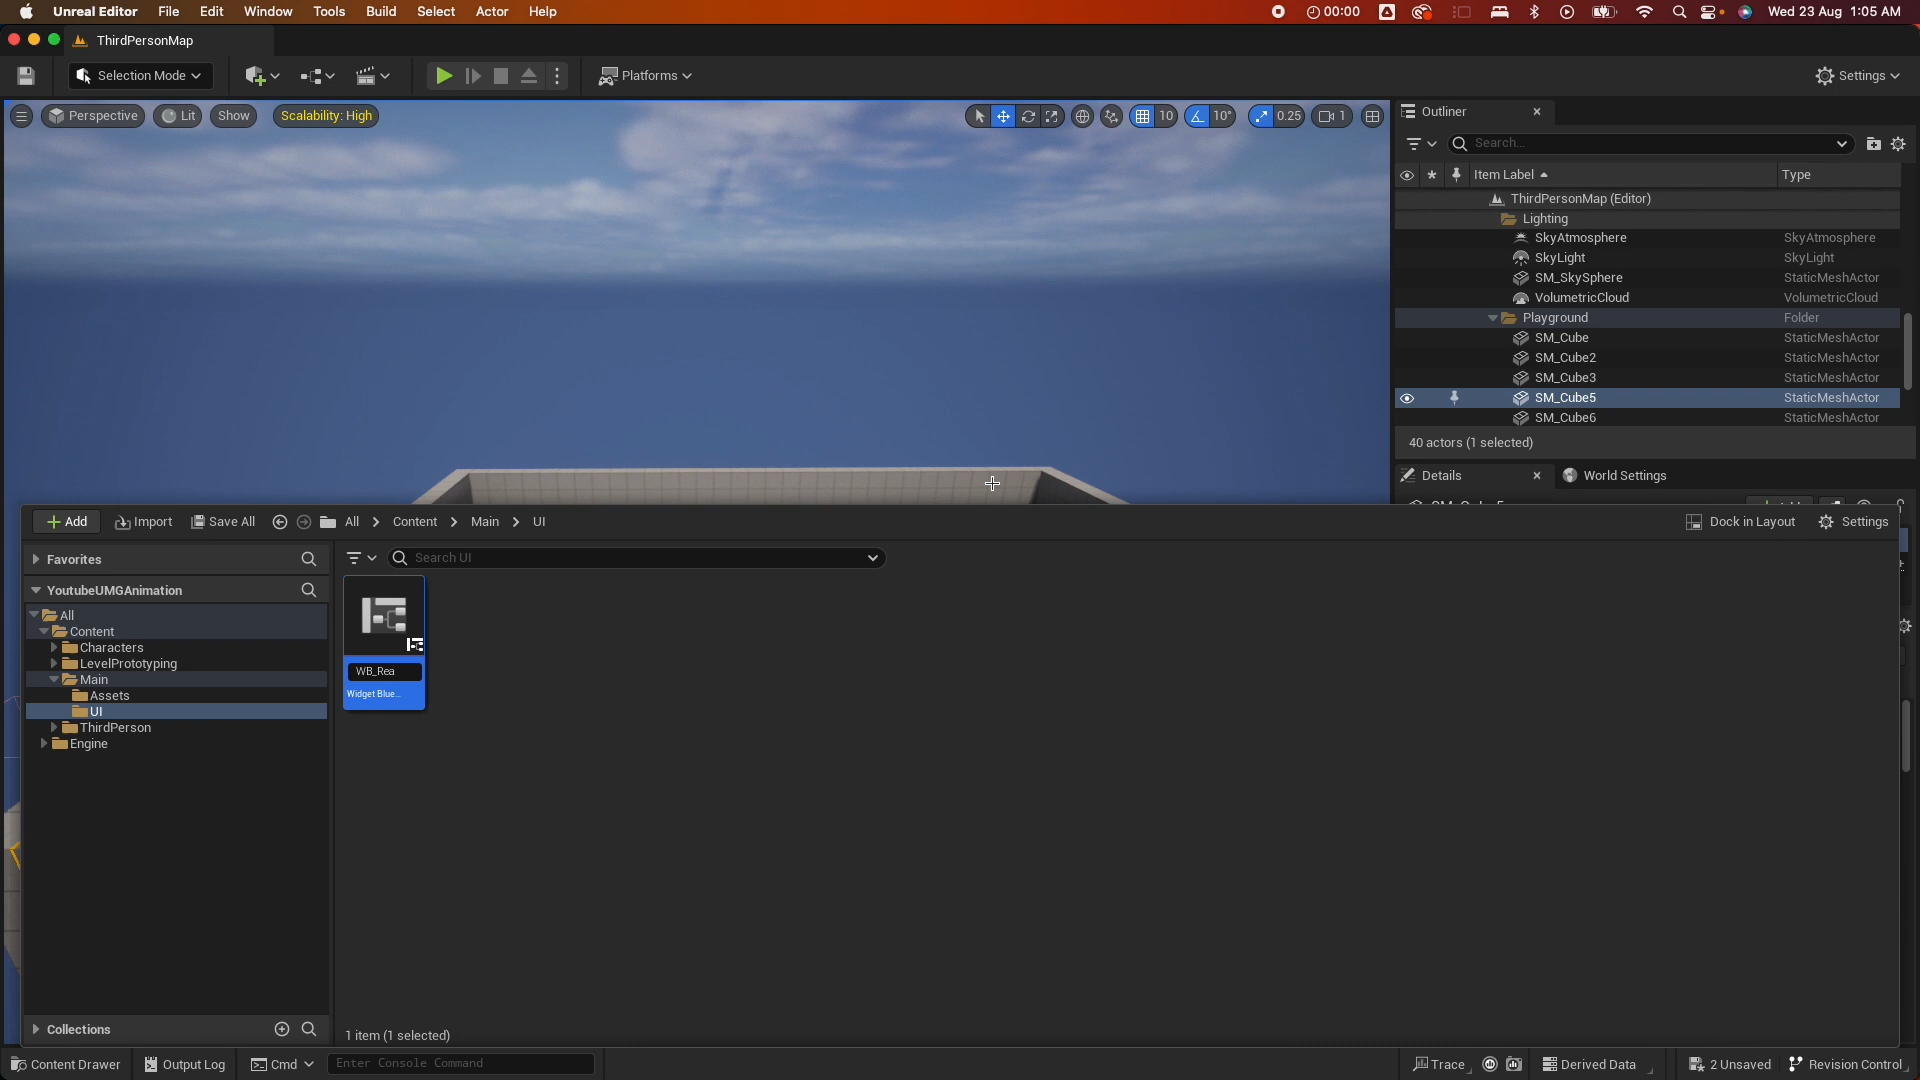 Unreal Editor File Edit Window Tools Build Select Actor Help 00:00 Wed 23 Aug 1:05 AM
ThirdPersonMap
Selection Mode Platforms Settings
Perspective Lit Show Scalability: High 10 10° 0.25 1
Outliner
Search...
Item Label Type
ThirdPersonMap (Editor)
Lighting
SkyAtmosphere SkyAtmosphere
SkyLight SkyLight
SM_SkySphere StaticMeshActor
VolumetricCloud VolumetricCloud
Playground Folder
SM_Cube StaticMeshActor
SM_Cube2 StaticMeshActor
SM_Cube3 StaticMeshActor
SM_Cube5 StaticMeshActor
SM_Cube6 StaticMeshActor
40 actors (1 selected)
Details World Settings
Add Import Save All All Content Main UI Dock in Layout Settings
Favorites
Search UI
YoutubeUMGAnimation
All
Content
Characters
LevelPrototyping
Main
Assets
UI
ThirdPerson
Engine
WB_Rea
Widget Blue...
Collections
1 item (1 selected)
Content Drawer Output Log Cmd Enter Console Command Trace Derived Data 2 Unsaved Revision Control